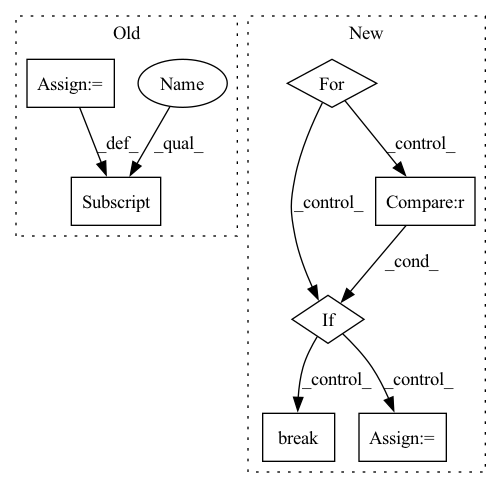 Old
New
Assign:=
Name
For
_def_
_qual_
_control_
Subscript
_control_
Compare:r
_cond_
If
_control_
_control_
break
Assign:=